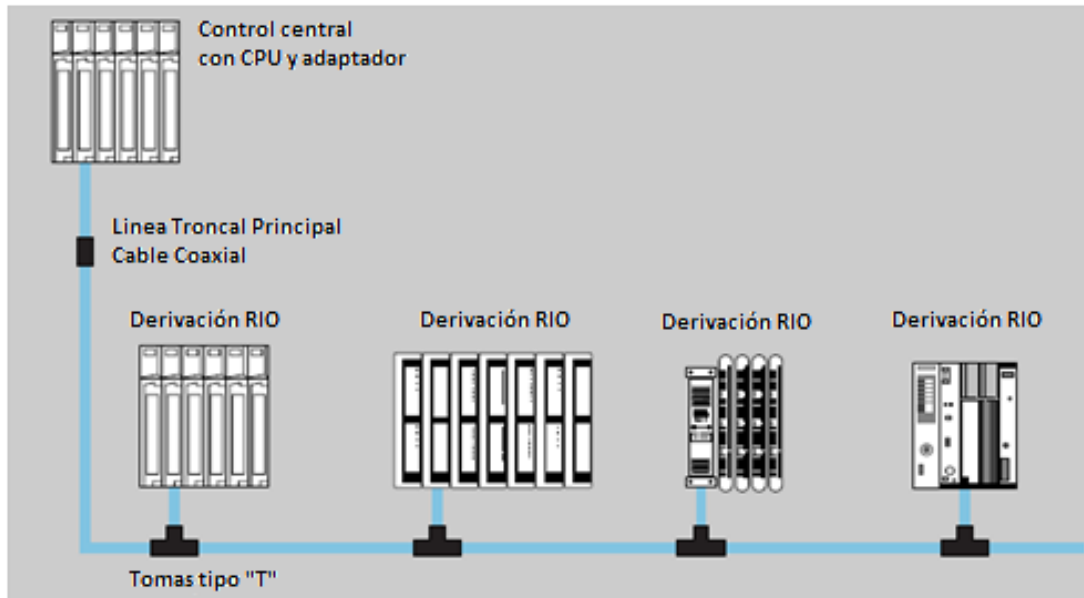 Control central
con CPU y adaptador
Linea Troncal Principal
Cable Coaxial
Derivación RIO
Derivación RIO
Derivación RIO
Derivación RIO
Tomas tipo "T"